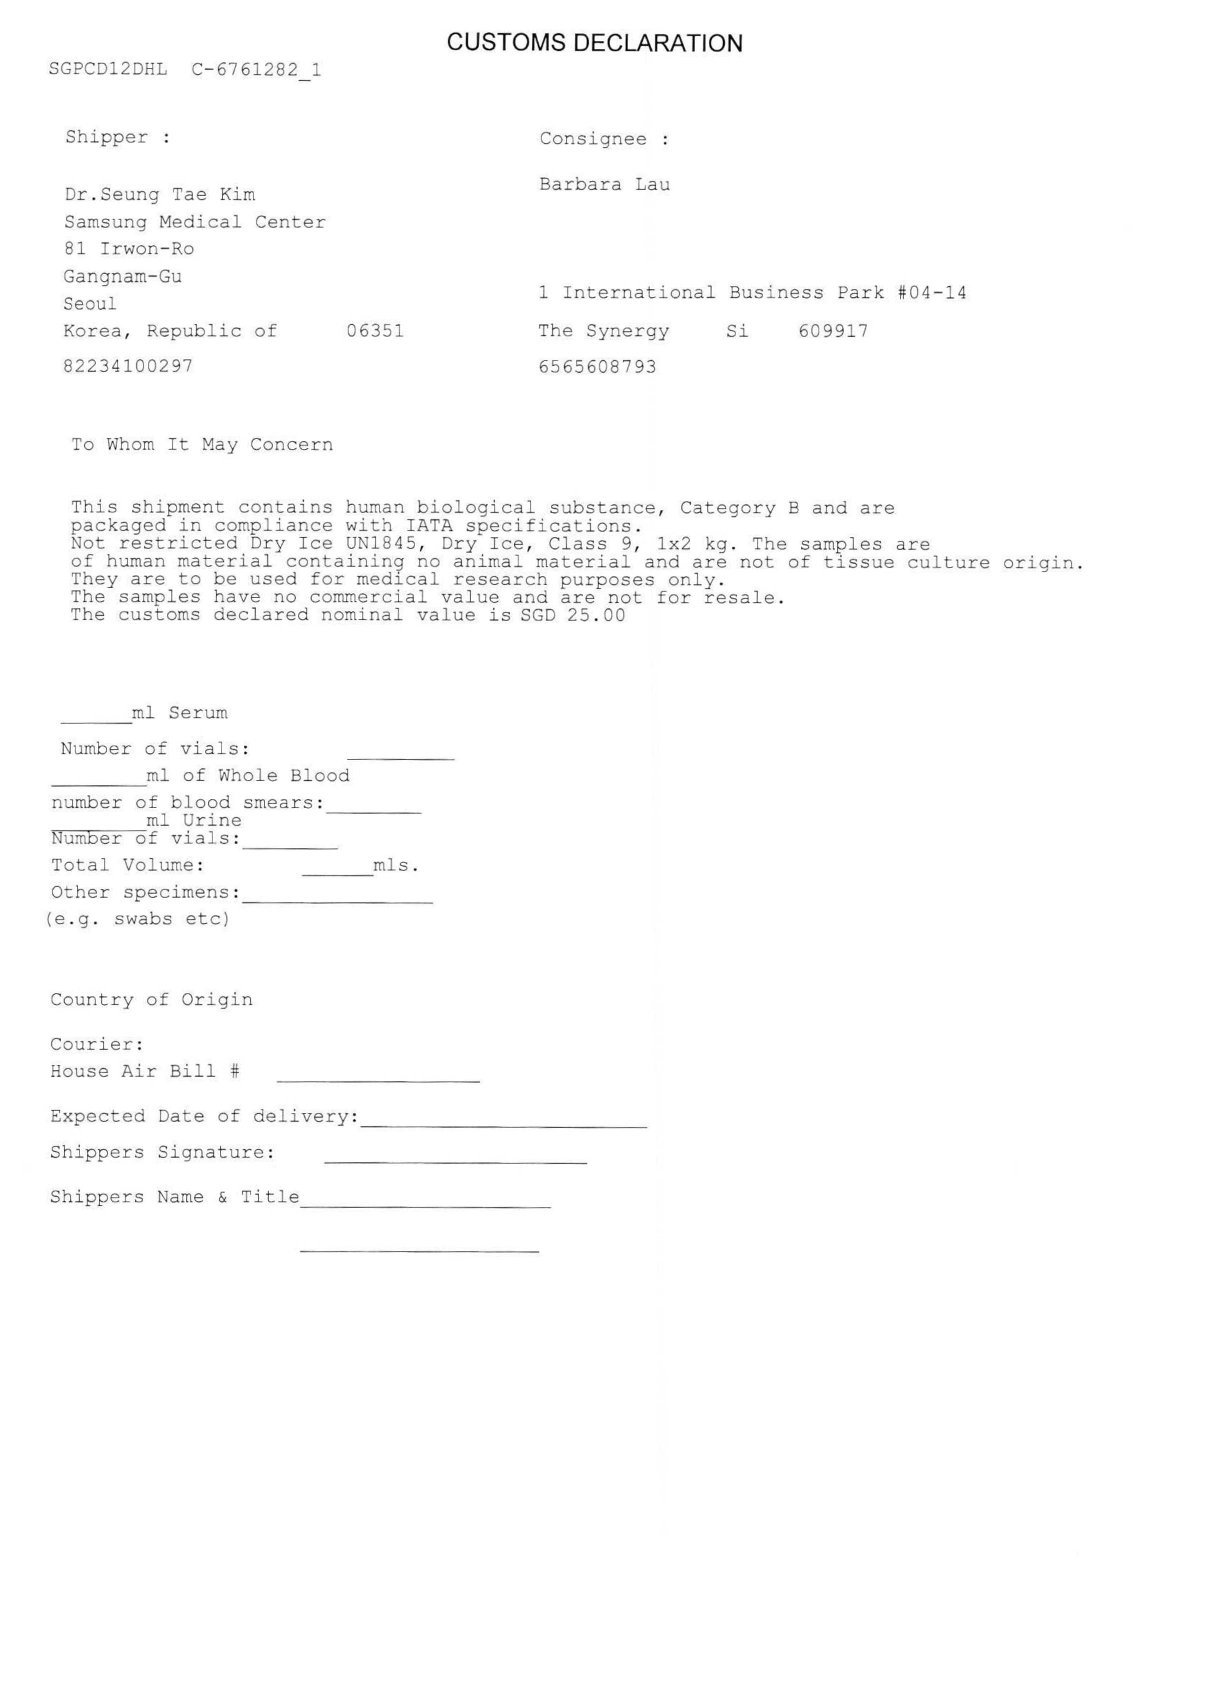 CUSTOMS DECLARATION
SGPCD12DHL C-6761282_1
Shipper :
Dr.Seung Tae Kim
Samsung Medical Center
81 Irwon-Ro
Gangnam-Gu
Seoul
Korea, Republic of 06351
82234100297
Consignee :
Barbara Lau
1 International Business Park #04-14
The Synergy Si 609917
6565608793
To Whom It May Concern
This shipment contains human biological substance, Category B and are
packaged in compliance with IATA specifications.
Not restricted Dry Ice UN1845, Dry Ice, Class 9, 1x2 kg. The samples are
of human material containing no animal material and are not of tissue culture origin.
They are to be used for medical research purposes only.
The samples have no commercial value and are not for resale.
The customs declared nominal value is SGD 25.00
______ml Serum
Number of vials: _________
________ml of Whole Blood
number of blood smears:________
________ml Urine
Number of vials:________
Total Volume: ______mls.
Other specimens:________________
(e.g. swabs etc)
Country of Origin
Courier:
House Air Bill # _________________
Expected Date of delivery:________________________
Shippers Signature: ______________________
Shippers Name & Title_____________________